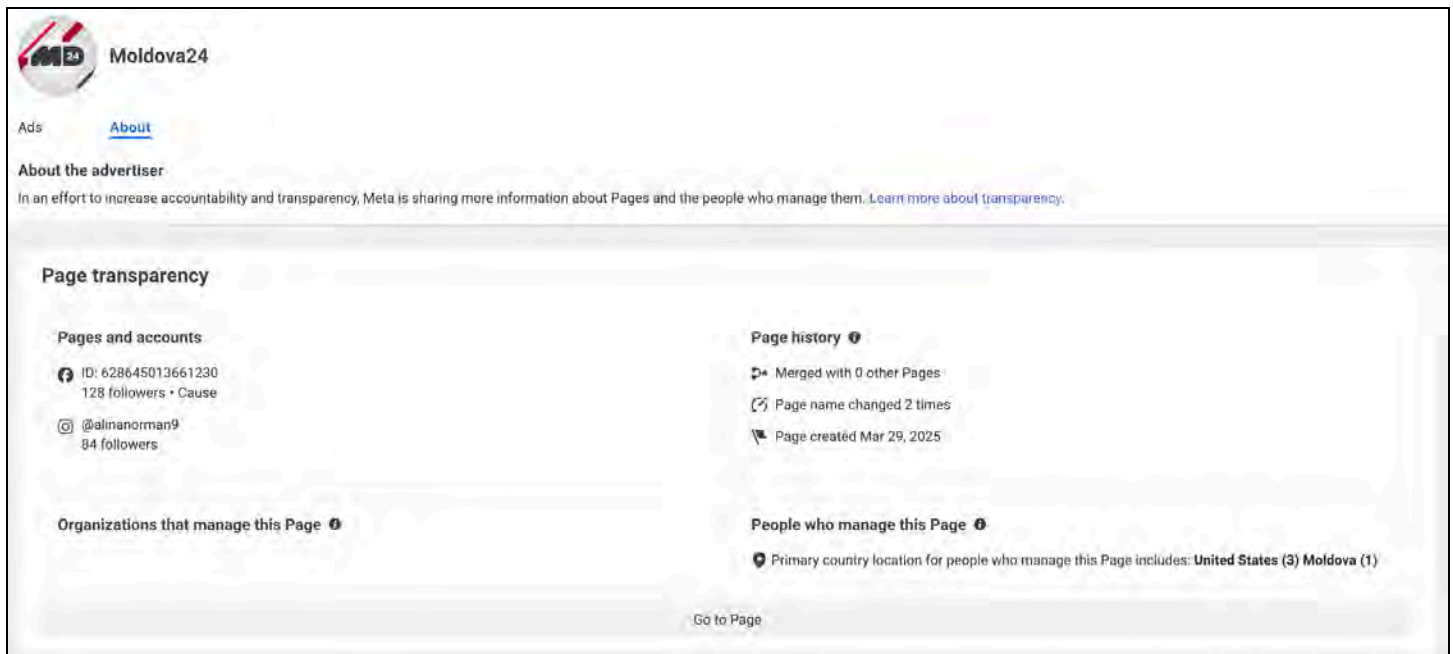 MD 24
Moldova24
Ads
About
About the advertiser
In an effort to increase accountability and transparency, Meta is sharing more information about Pages and the people who manage them. Learn more about transparency.
Page transparency
Pages and accounts
ID: 628645013661230
128 followers • Cause
@alinanorman9
84 followers
Page history
Merged with 0 other Pages
Page name changed 2 times
Page created Mar 29, 2025
Organizations that manage this Page
People who manage this Page
Primary country location for people who manage this Page includes: United States (3) Moldova (1)
Go to Page